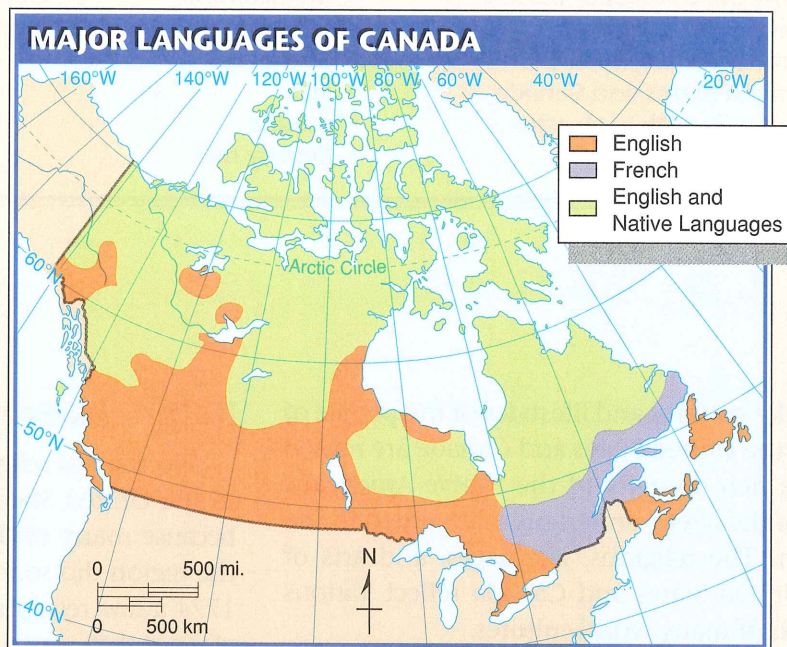 MAJOR LANGUAGES OF CANADA
160°W
140°W
120°W
100°W
80°W
60°W
40°W
20°W
English
French
English and
Native Languages
Arctic Circle
60°N
50°N
40°N
0 500 mi.
0 500 km
N